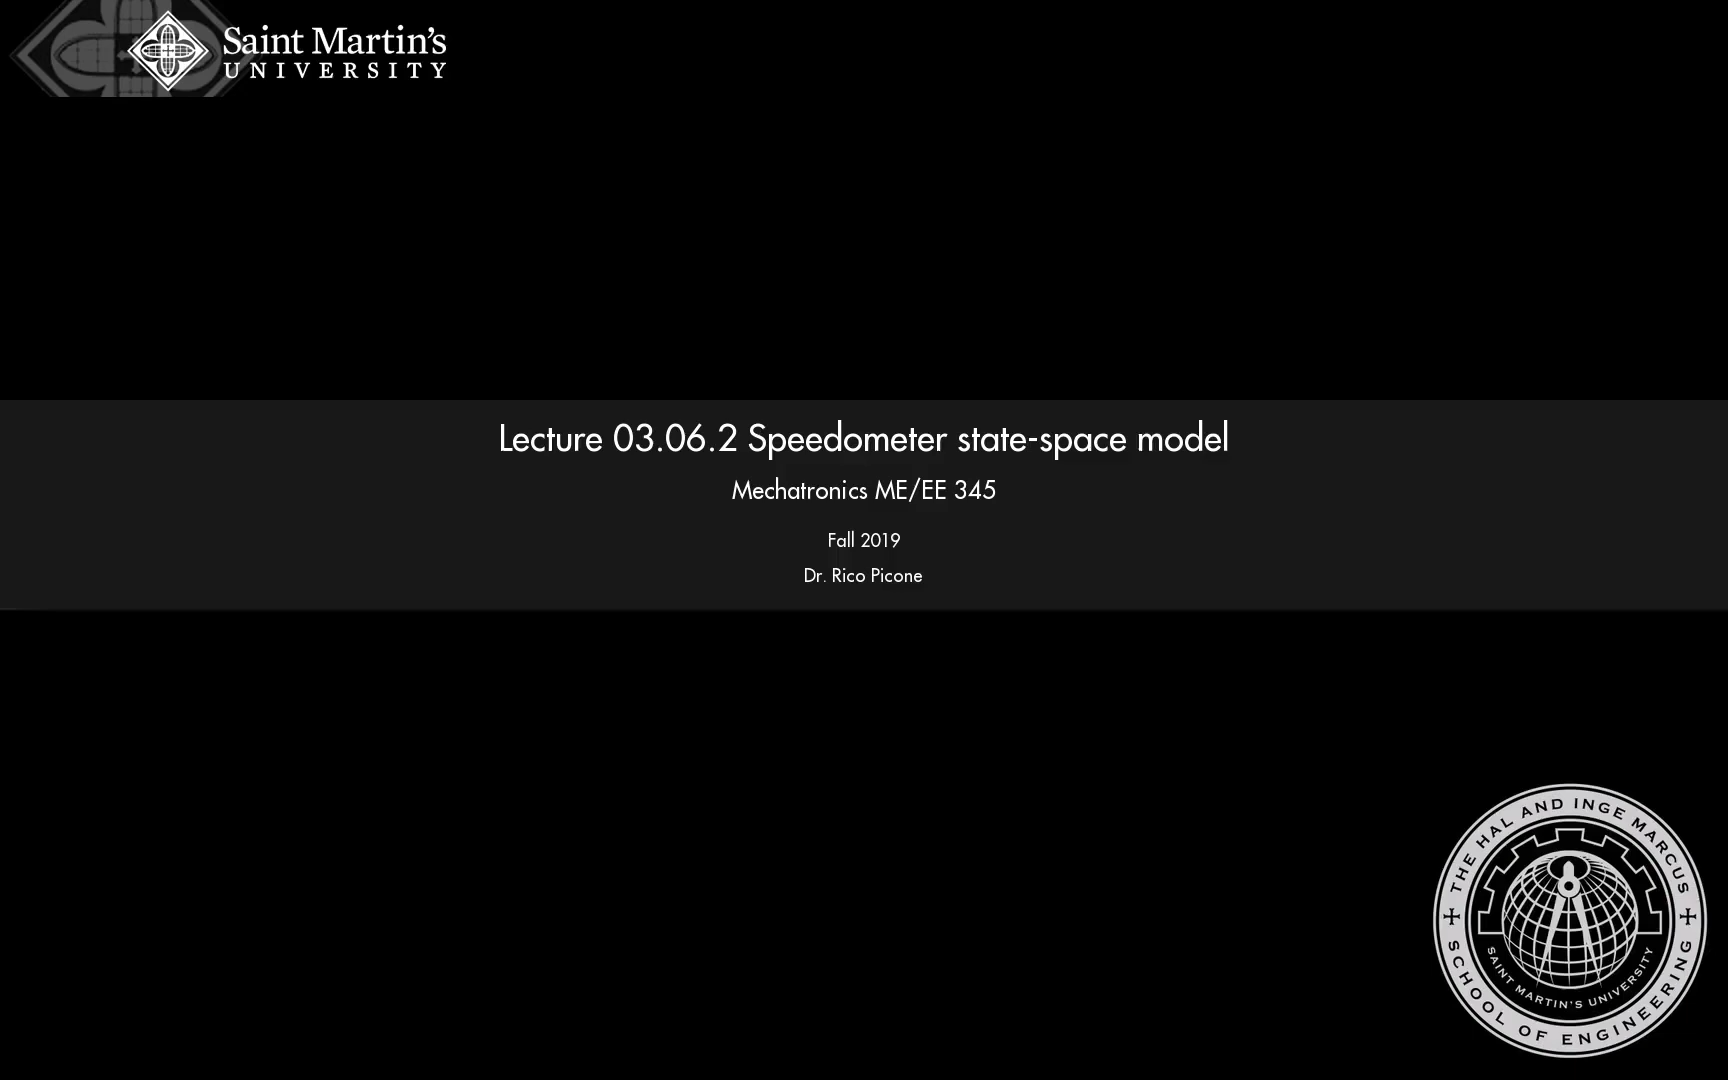 Saint Martin's
UNIVERSITY
Lecture 03.06.2 Speedometer state-space model
Mechatronics ME/EE 345
Fall 2019
Dr. Rico Picone
THE HAL AND INGE MARCUS
SCHOOL OF ENGINEERING
SAINT MARTIN'S UNIVERSITY